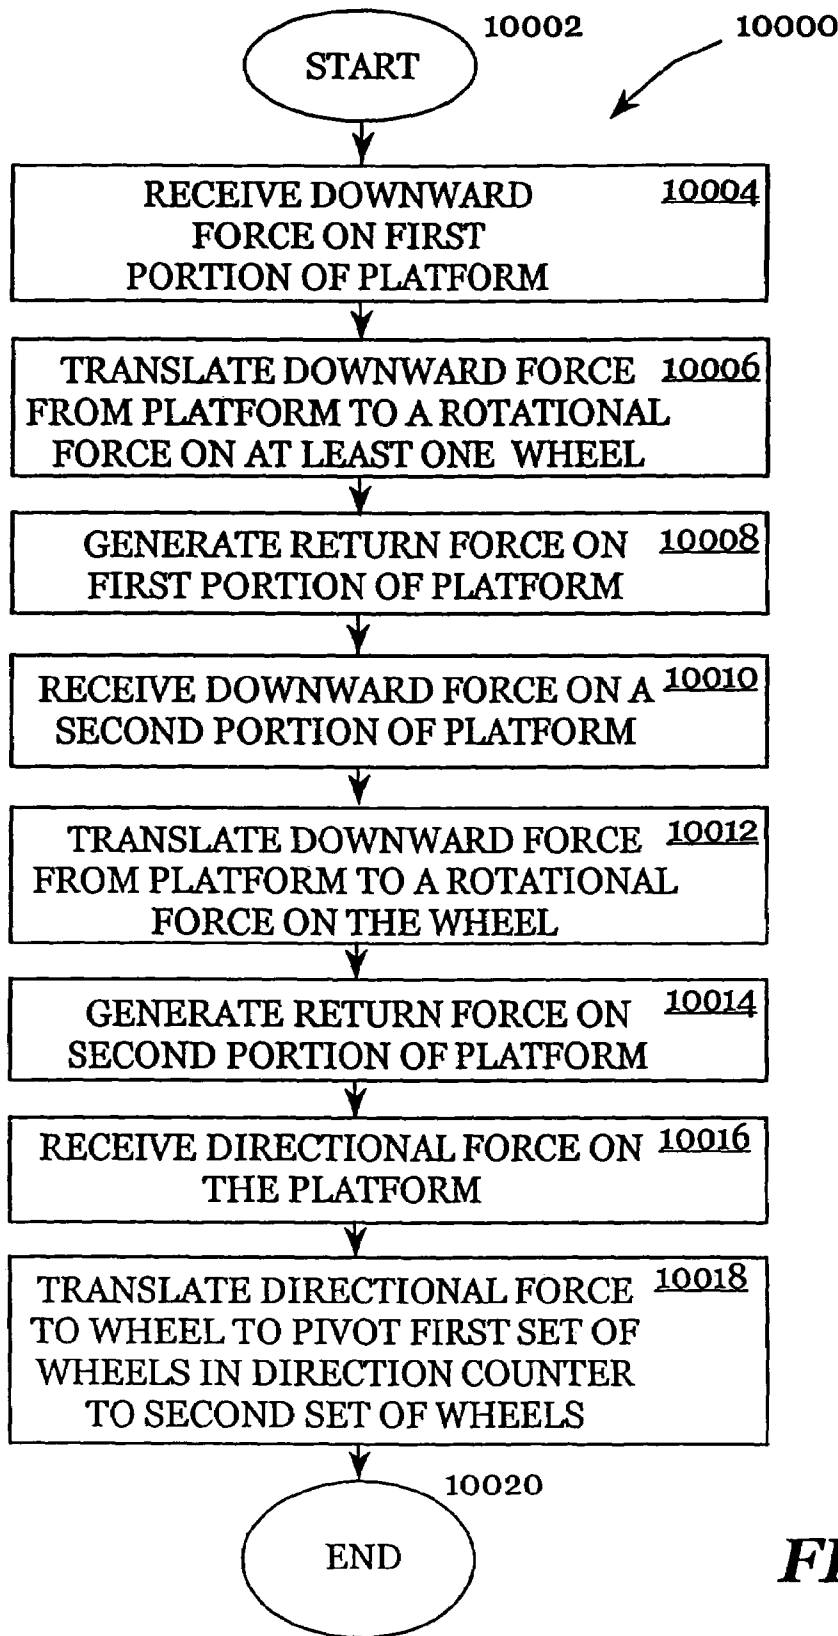 10002
10000
START
RECEIVE DOWNWARD 10004
FORCE ON FIRST
PORTION OF PLATFORM
TRANSLATE DOWNWARD FORCE 10006
FROM PLATFORM TO A ROTATIONAL
FORCE ON AT LEAST ONE WHEEL
GENERATE RETURN FORCE ON 10008
FIRST PORTION OF PLATFORM
RECEIVE DOWNWARD FORCE ON A 10010
SECOND PORTION OF PLATFORM
TRANSLATE DOWNWARD FORCE 10012
FROM PLATFORM TO A ROTATIONAL
FORCE ON THE WHEEL
GENERATE RETURN FORCE ON 10014
SECOND PORTION OF PLATFORM
RECEIVE DIRECTIONAL FORCE ON 10016
THE PLATFORM
TRANSLATE DIRECTIONAL FORCE 10018
TO WHEEL TO PIVOT FIRST SET OF
WHEELS IN DIRECTION COUNTER
TO SECOND SET OF WHEELS
10020
END